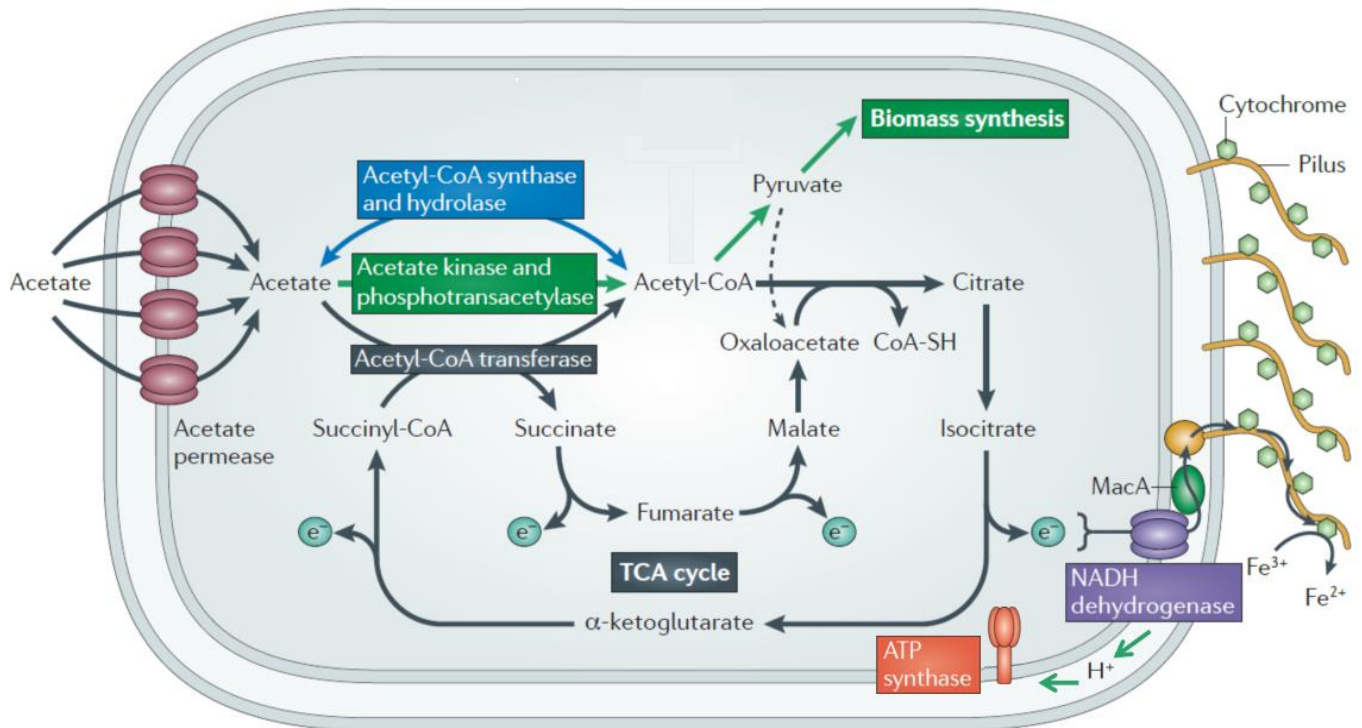 Biomass synthesis
Cytochrome
Pilus
Acetyl-CoA synthase
and hydrolase
Pyruvate
Acetate
Acetate
Acetate kinase and
phosphotransacetylase
Acetyl-CoA
Citrate
Oxaloacetate
CoA-SH
Acetyl-CoA transferase
Acetate
permease
Succinyl-CoA
Succinate
Malate
Isocitrate
MacA
e⁻
e⁻
Fumarate
e⁻
e⁻
TCA cycle
NADH
dehydrogenase
Fe³⁺
Fe²⁺
α-ketoglutarate
ATP
synthase
H⁺